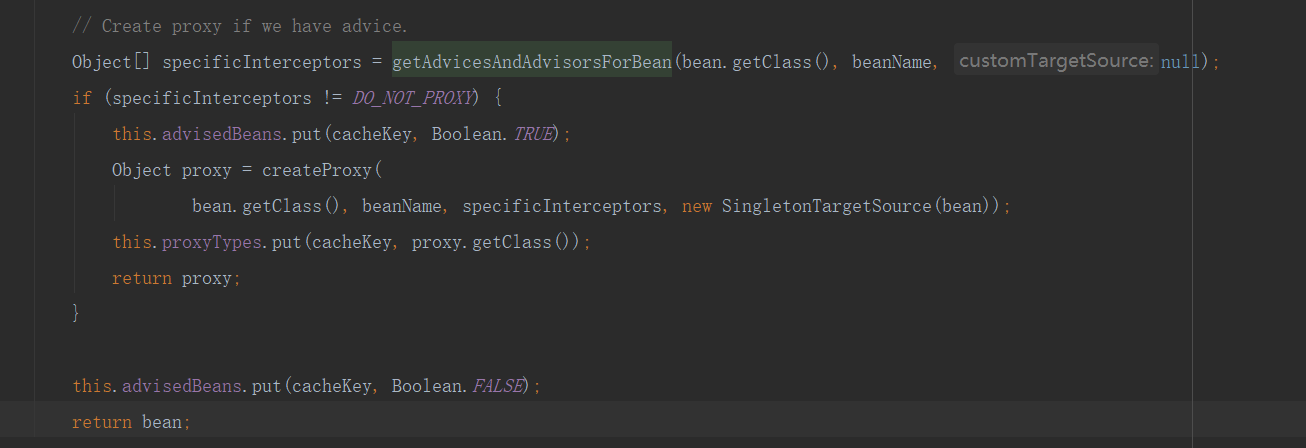 // Create proxy if we have advice.
Object[] specificInterceptors = getAdvicesAndAdvisorsForBean(bean.getClass(), beanName, customTargetSource: null);
if (specificInterceptors != DO_NOT_PROXY) {
this.advisedBeans.put(cacheKey, Boolean.TRUE);
Object proxy = createProxy(
bean.getClass(), beanName, specificInterceptors, new SingletonTargetSource(bean));
this.proxyTypes.put(cacheKey, proxy.getClass());
return proxy;
}
this.advisedBeans.put(cacheKey, Boolean.FALSE);
return bean;